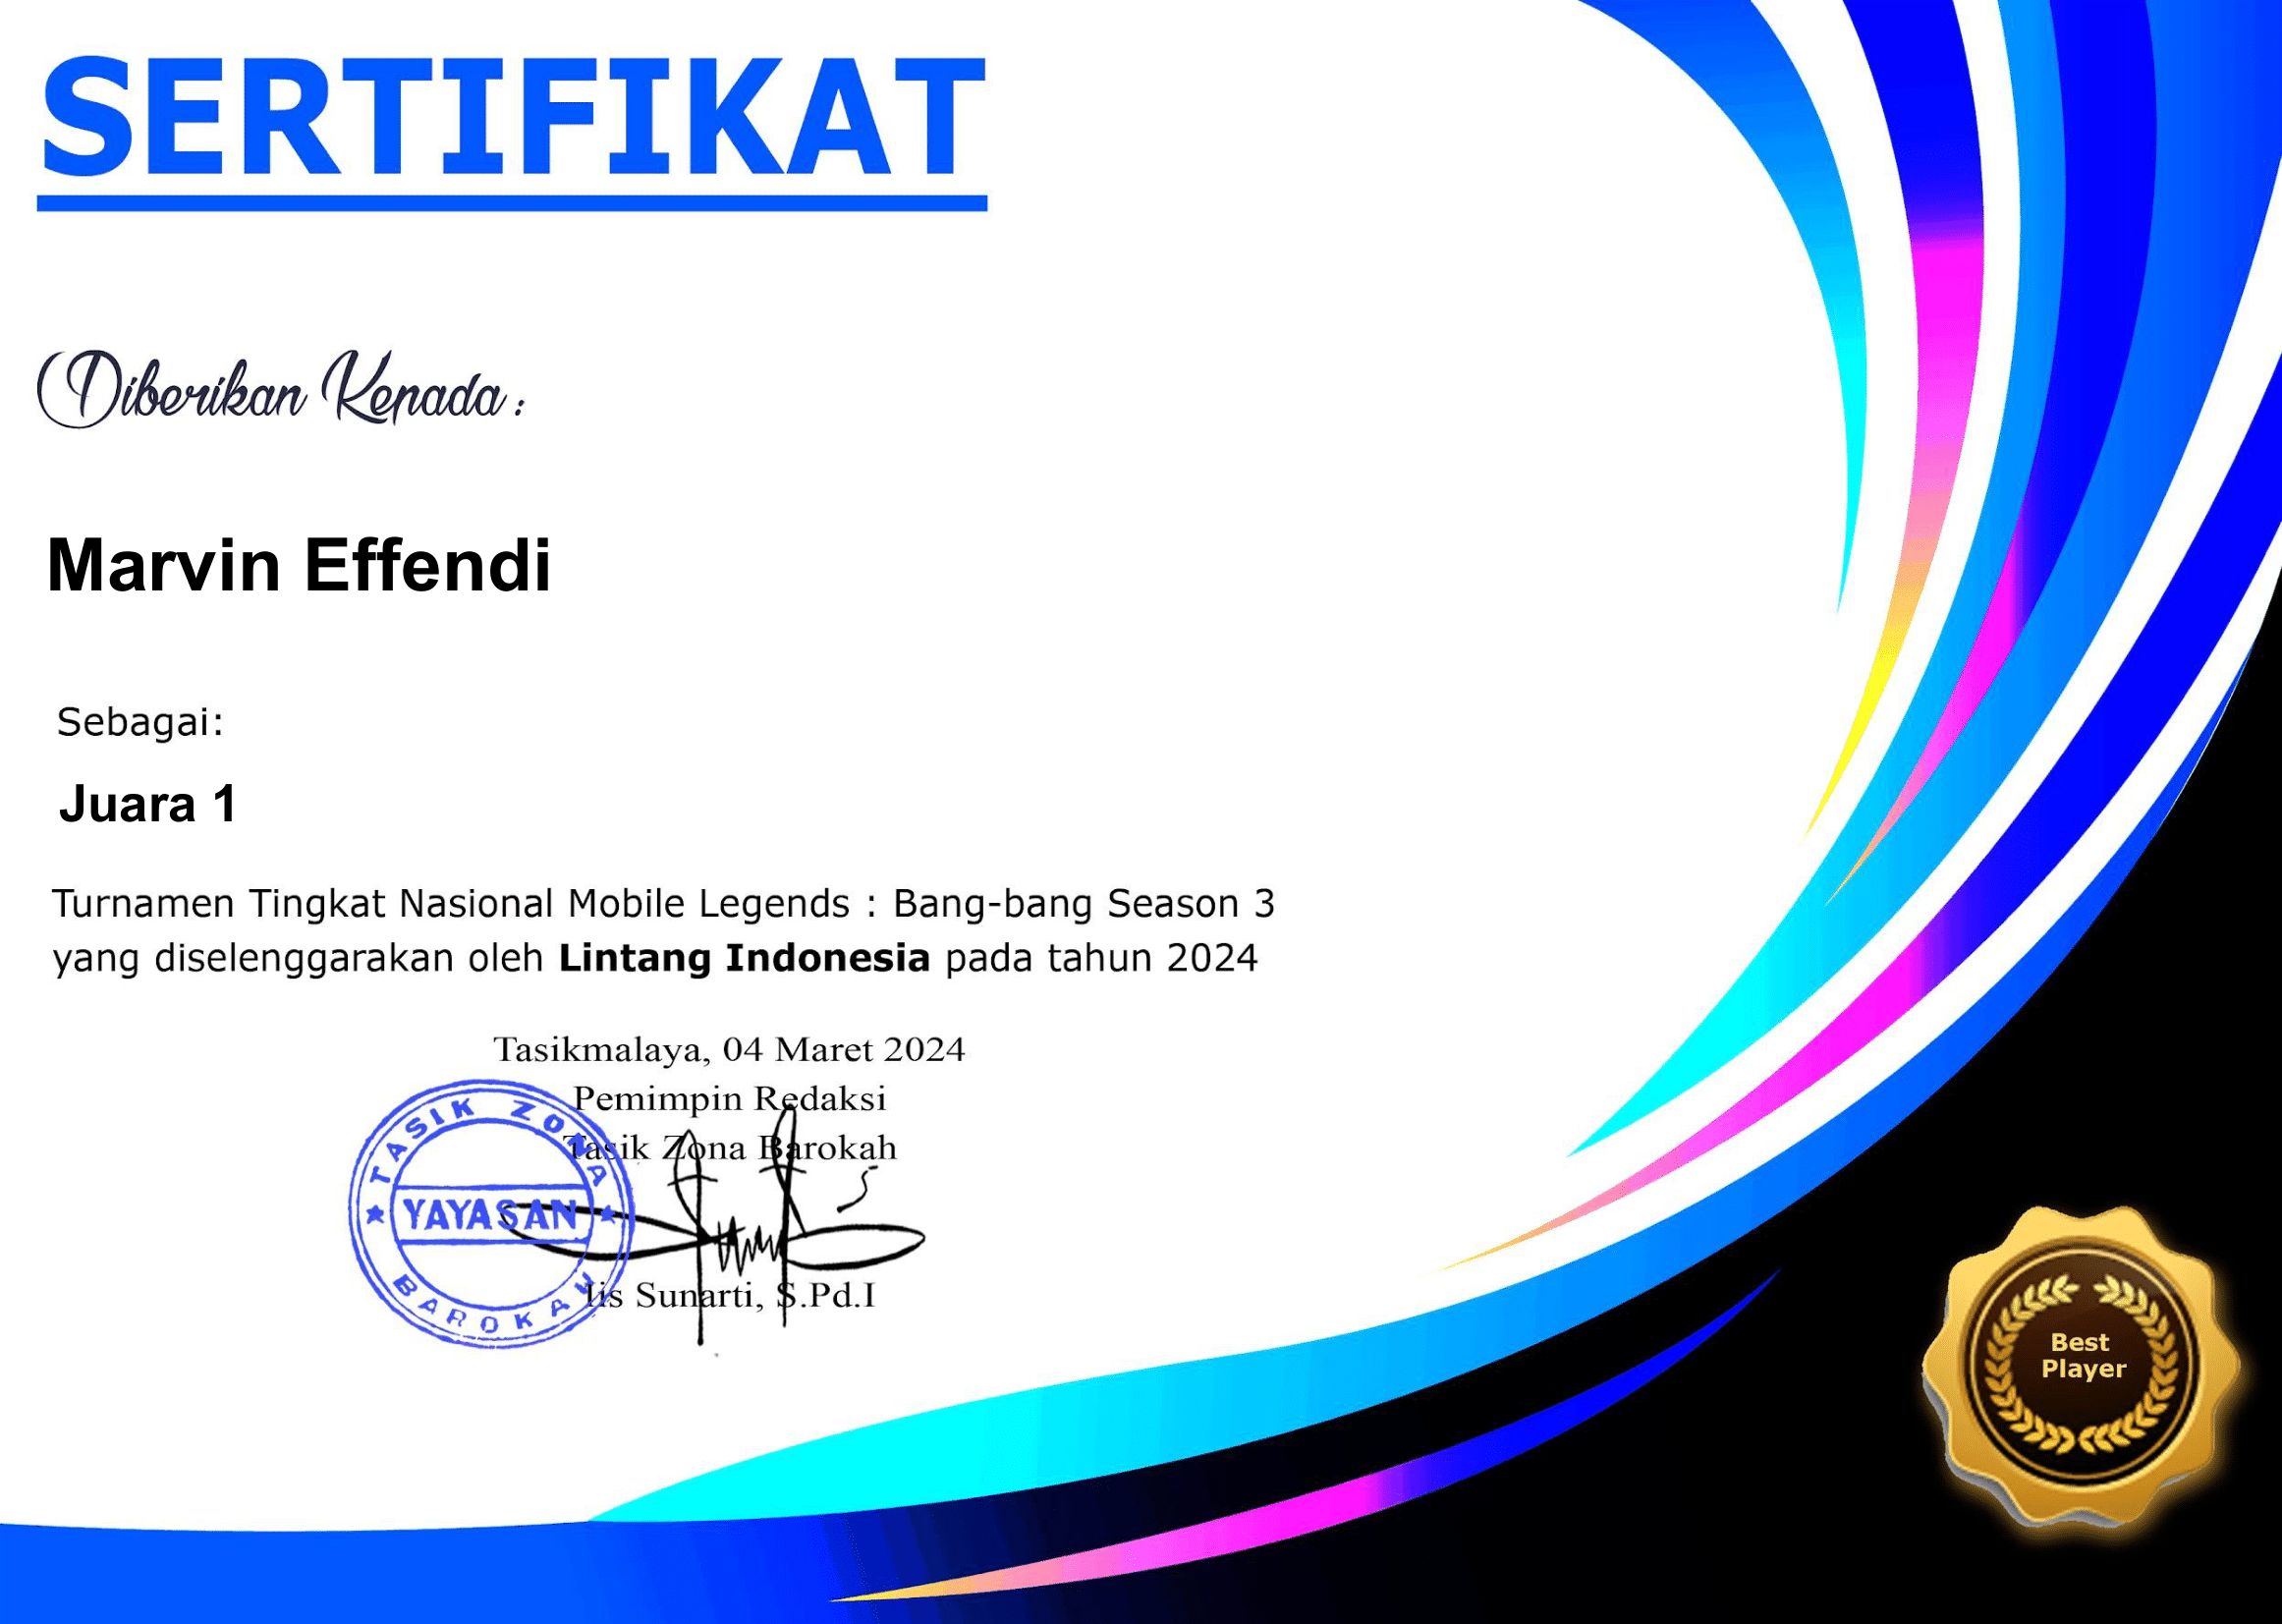 SERTIFIKAT
Diberikan Kepada :
Marvin Effendi
Sebagai:
Juara 1
Turnamen Tingkat Nasional Mobile Legends : Bang-bang Season 3
yang diselenggarakan oleh Lintang Indonesia pada tahun 2024
Tasikmalaya, 04 Maret 2024
Pemimpin Redaksi
Tasik Zona Barokah
TASIK ZONA
YAYASAN
BAROKAH
Iis Sunarti, S.Pd.I
Best
Player